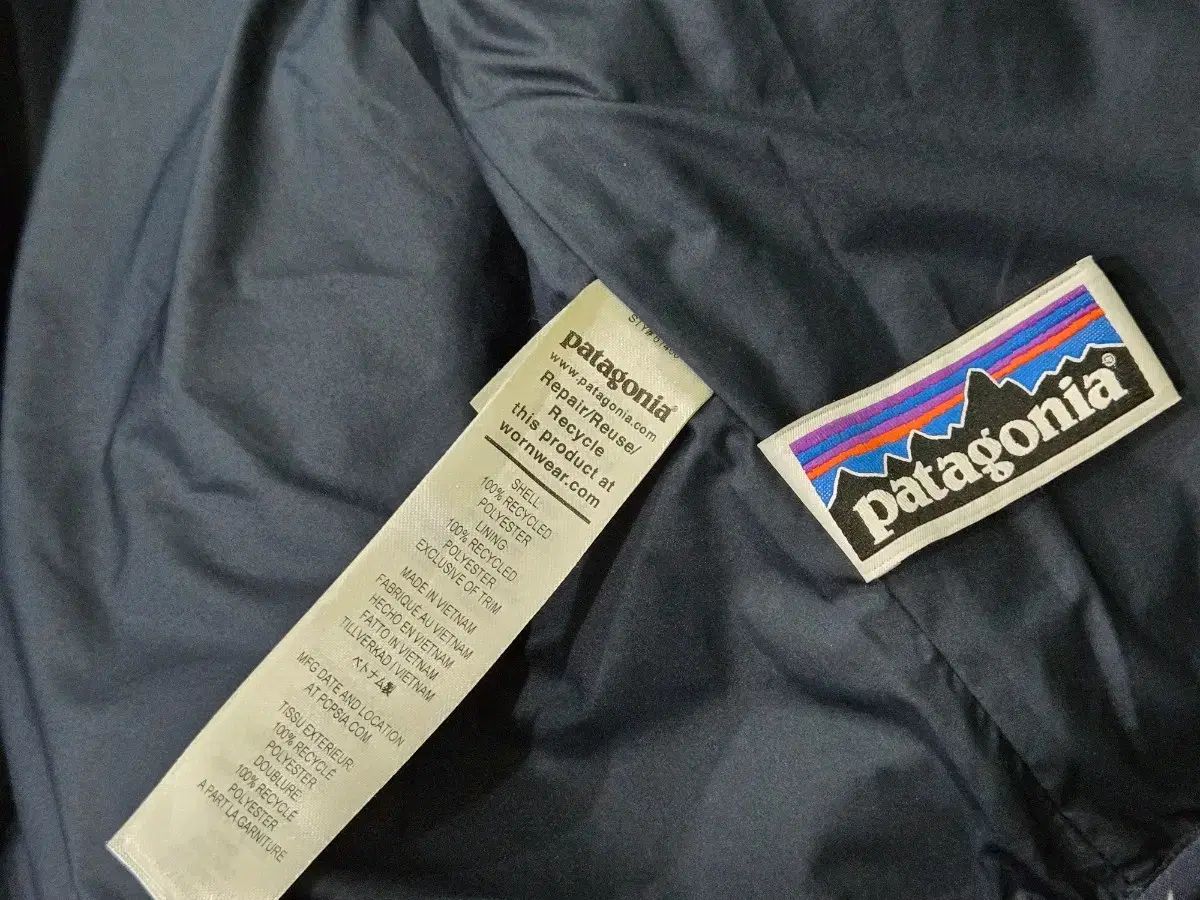 patagonia®
www.patagonia.com
Repair/Reuse/
Recycle
this product at
wornwear.com
SHELL:
100% RECYCLED
POLYESTER
LINING
100% RECYCLED
POLYESTER
EXCLUSIVE OF TRIM
MADE IN VIETNAM
FABRIQUÉ AU VIETNAM
HECHO EN VIETNAM
FATTO IN VIETNAM
TILLVERKAD I VIETNAM
ベトナム製
MFG DATE AND LOCATION
AT PCPSIA.COM
TISSU EXTERIEUR:
100% RECYCLÉ
POLYESTER
DOUBLURE:
100% RECYCLÉ
POLYESTER
A PART LA GARNITURE
patagonia®